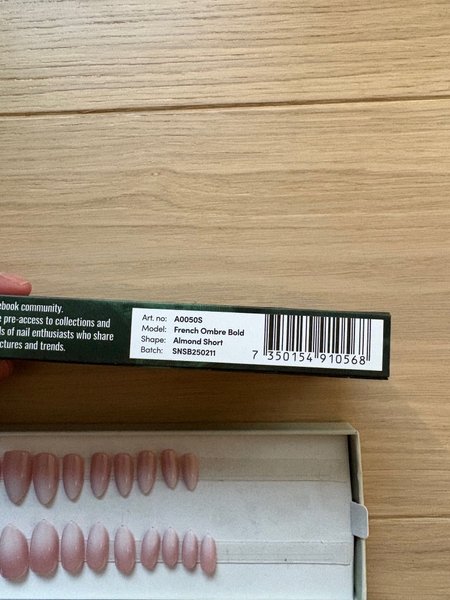 ebook community.
e pre-access to collections and
ds of nail enthusiasts who share
ctures and trends.
Art. no: A0050S
Model: French Ombre Bold
Shape: Almond Short
Batch: SNSB250211
7 350154 910568